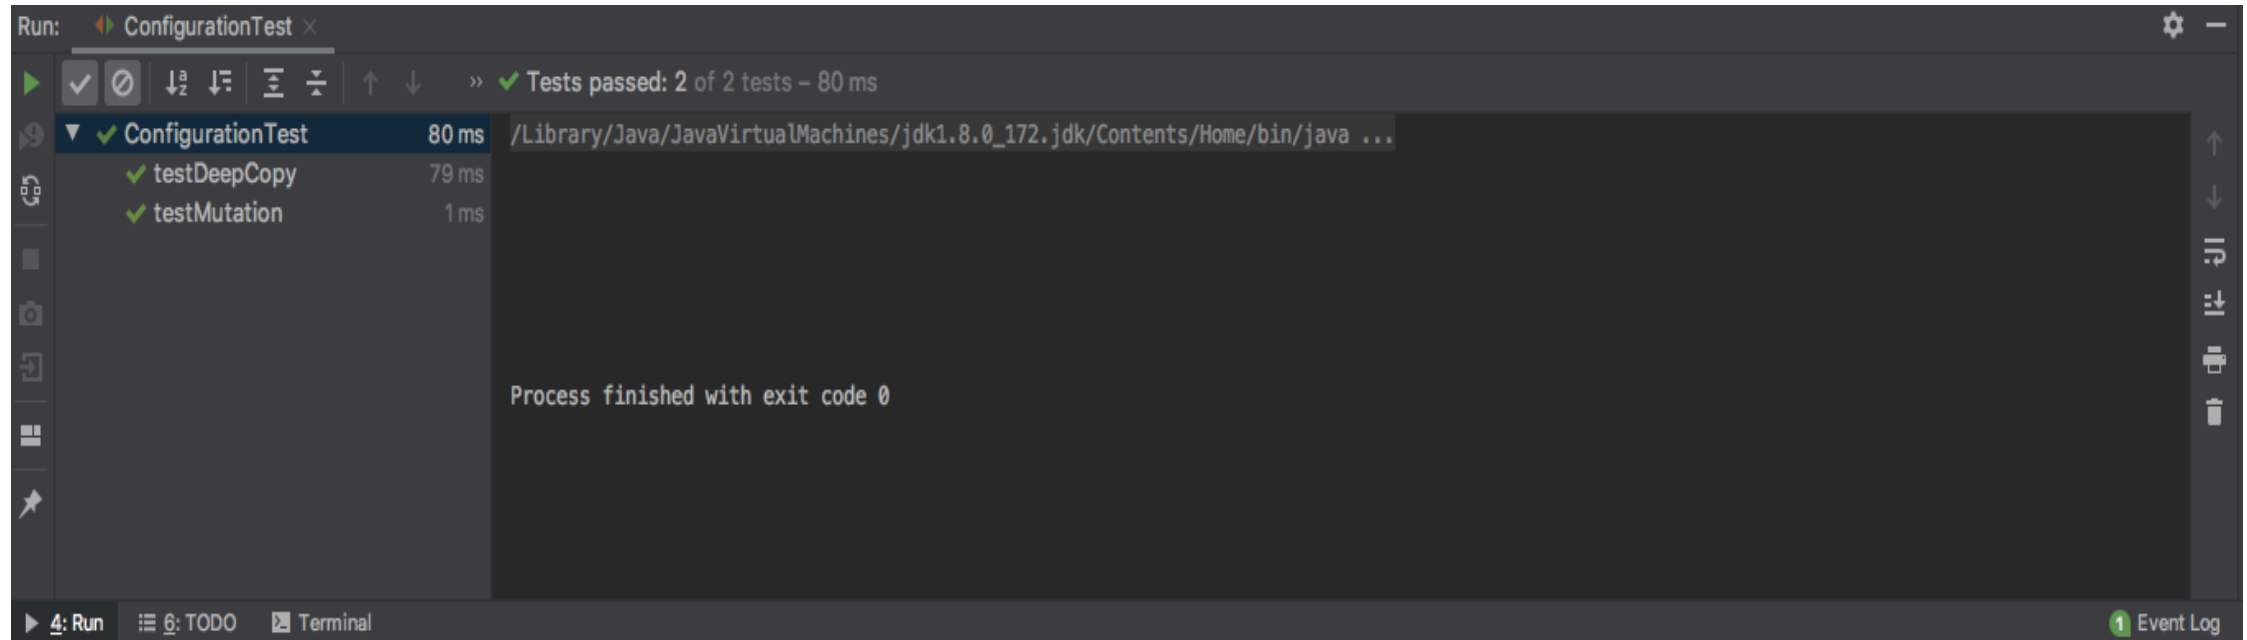 Run: ConfigurationTest
Tests passed: 2 of 2 tests – 80 ms
ConfigurationTest 80 ms
/Library/Java/JavaVirtualMachines/jdk1.8.0_172.jdk/Contents/Home/bin/java ...
testDeepCopy 79 ms
testMutation 1 ms
Process finished with exit code 0
4: Run 6: TODO Terminal 1 Event Log